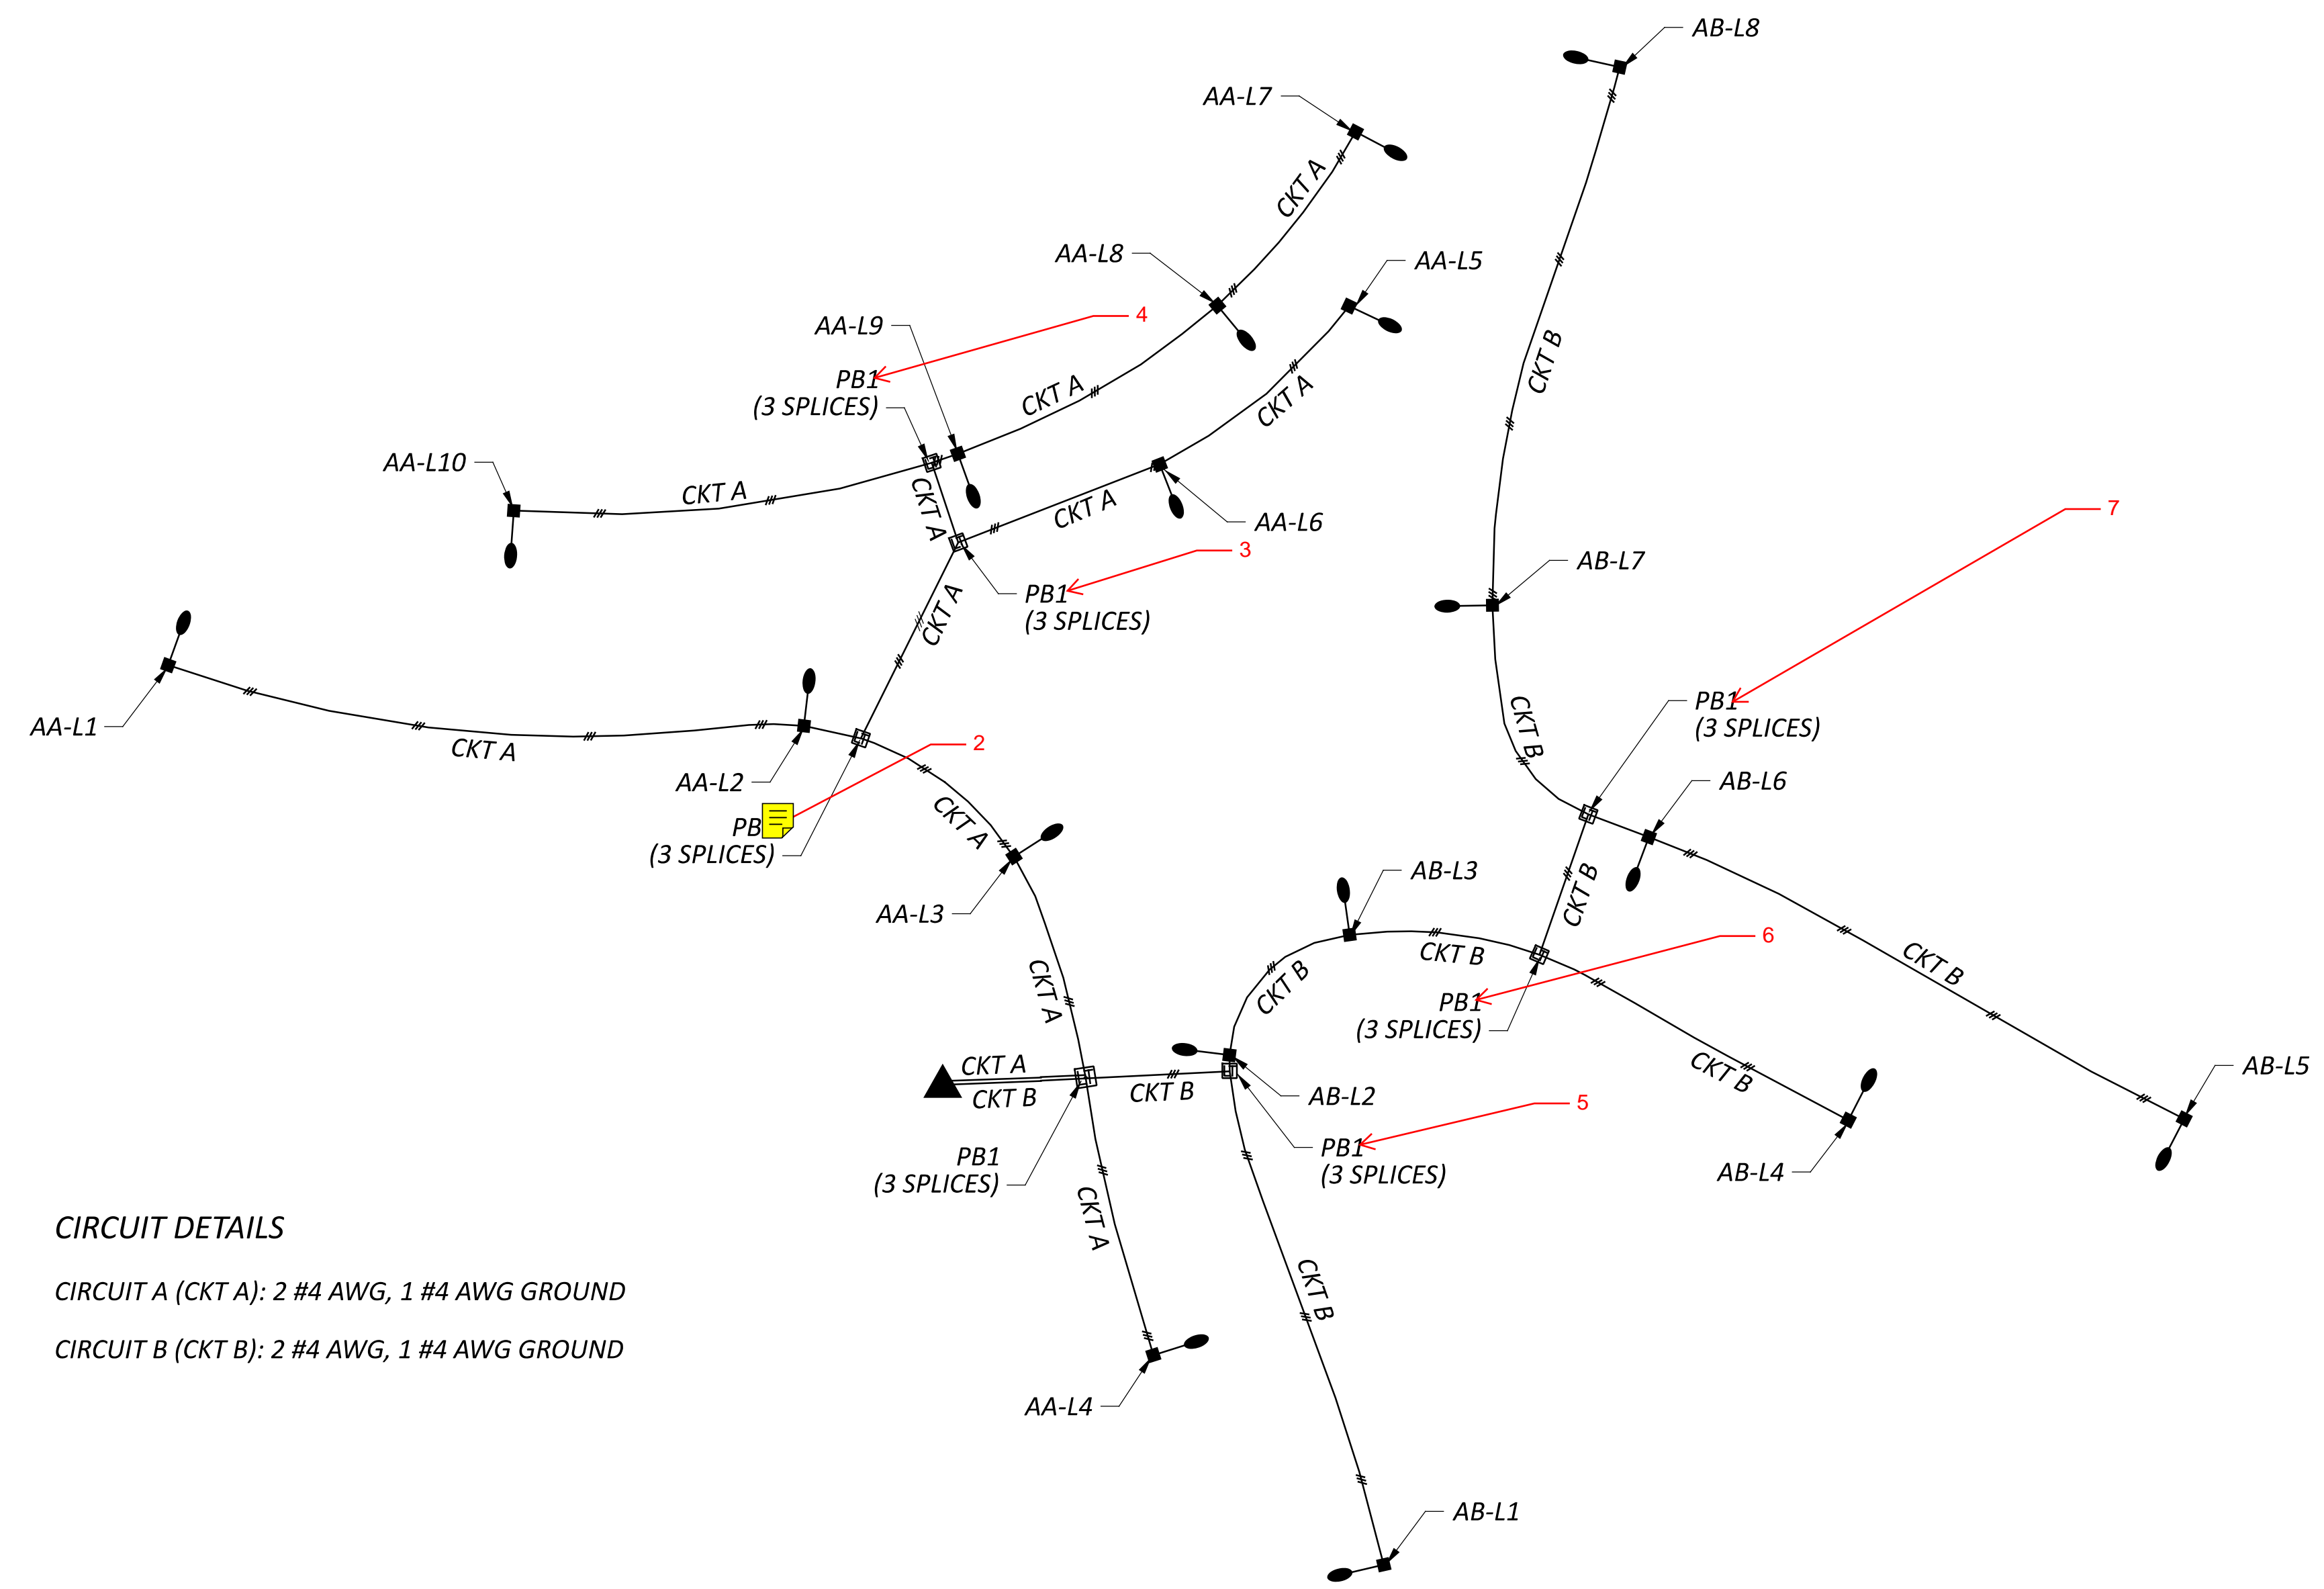 AB-L8
AA-L7
CKT A
AA-L8
AA-L5
4
AA-L9
CKT B
PB1
(3 SPLICES)
CKT A
CKT A
AA-L10
CKT A
CKT A
CKT A
AA-L6
7
3
AB-L7
PB1
(3 SPLICES)
CKT A
PB1
(3 SPLICES)
AA-L1
CKT A
CKT B
2
AA-L2
AB-L6
PB
(3 SPLICES)
CKT A
AB-L3
CKT B
AA-L3
6
CKT B
CKT B
CKT B
CKT A
PB1
(3 SPLICES)
CKT A
CKT B
CKT B
CKT B
AB-L5
AB-L2
5
PB1
(3 SPLICES)
AB-L4
PB1
(3 SPLICES)
CKT A
CIRCUIT DETAILS
CKT B
CIRCUIT A (CKT A): 2 #4 AWG, 1 #4 AWG GROUND
CIRCUIT B (CKT B): 2 #4 AWG, 1 #4 AWG GROUND
AA-L4
AB-L1